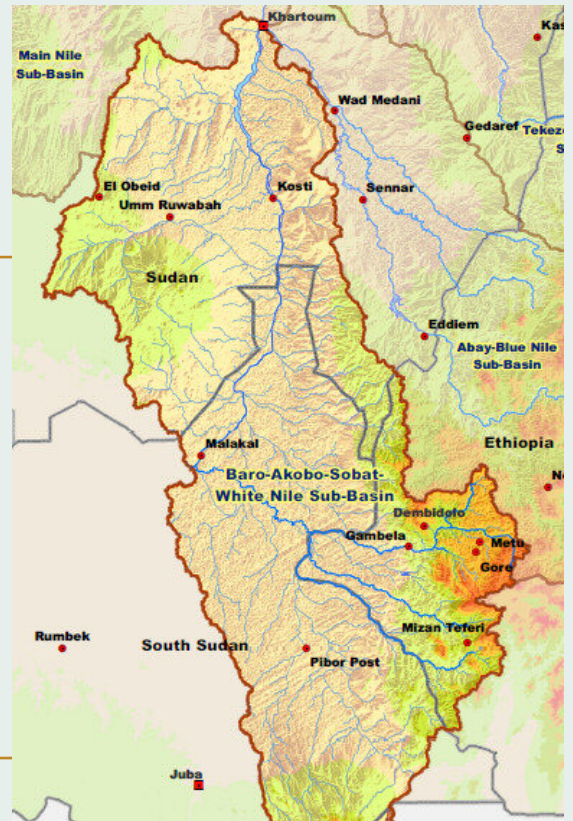 Khartoum
Kas
Main Nile
Sub-Basin
Wad Medani
Gedaref
Tekez
S
El Obeid
Umm Ruwabah
Kosti
Sennar
Sudan
Eddiem
Abay-Blue Nile
Sub-Basin
Ethiopia
Malakal
Baro-Akobo-Sobat-
White Nile Sub-Basin
Ne
Dembidofo
Gambela
Metu
Gore
Mizan Teferi
Rumbek
South Sudan
Pibor Post
Juba